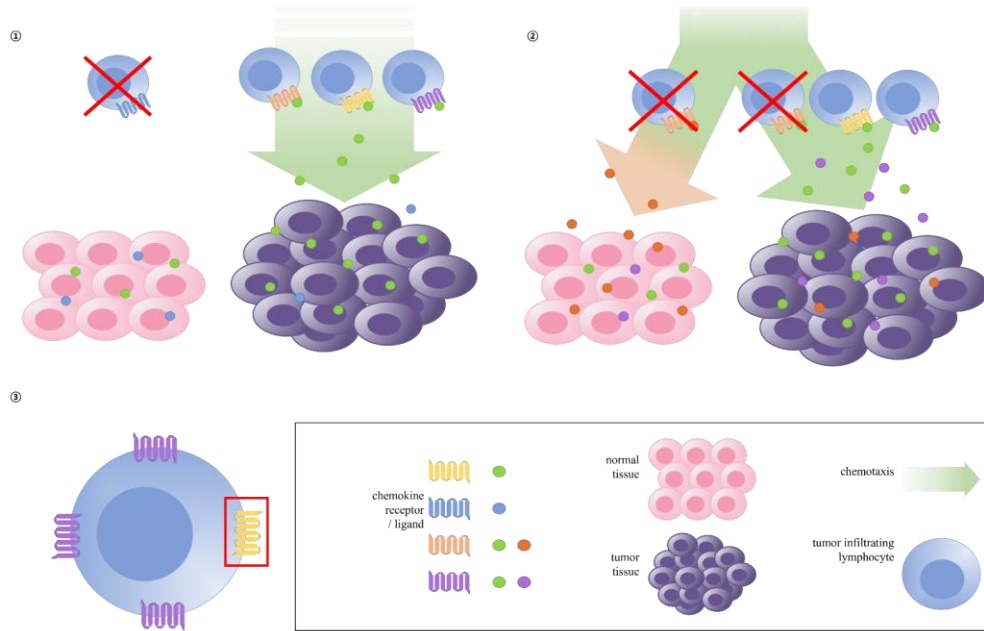 ①
②
③
chemokine
receptor
/ ligand
normal
tissue
tumor
tissue
chemotaxis
tumor infiltrating
lymphocyte